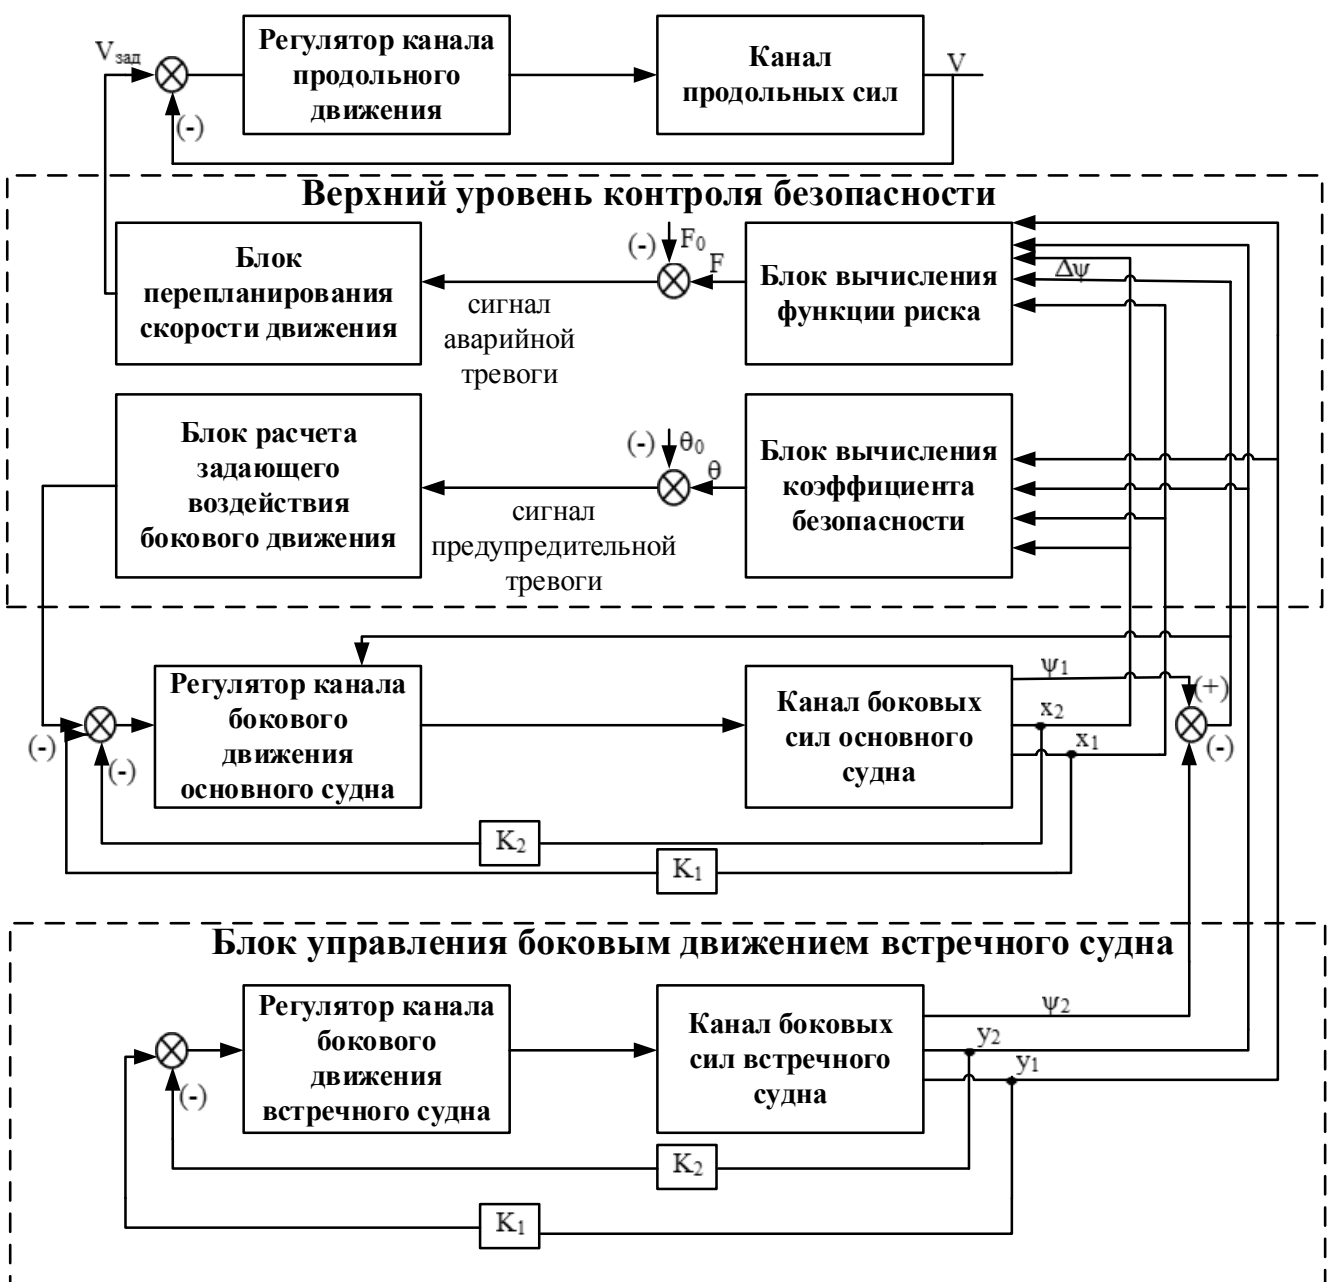 Vзад
Регулятор канала
продольного
движения
Канал
продольных сил
V
(-)
Верхний уровень контроля безопасности
Блок
перепланирования
скорости движения
(-)
F0
F
сигнал
аварийной
тревоги
Блок вычисления
функции риска
Δψ
Блок расчета
задающего
воздействия
бокового движения
(-)
θ0
θ
сигнал
предупредительной
тревоги
Блок вычисления
коэффициента
безопасности
(-)
(-)
Регулятор канала
бокового
движения
основного судна
Канал боковых
сил основного
судна
ψ1
x2
x1
(+)
(-)
K2
K1
Блок управления боковым движением встречного судна
(-)
Регулятор канала
бокового
движения
встречного судна
Канал боковых
сил встречного
судна
ψ2
y2
y1
K2
K1